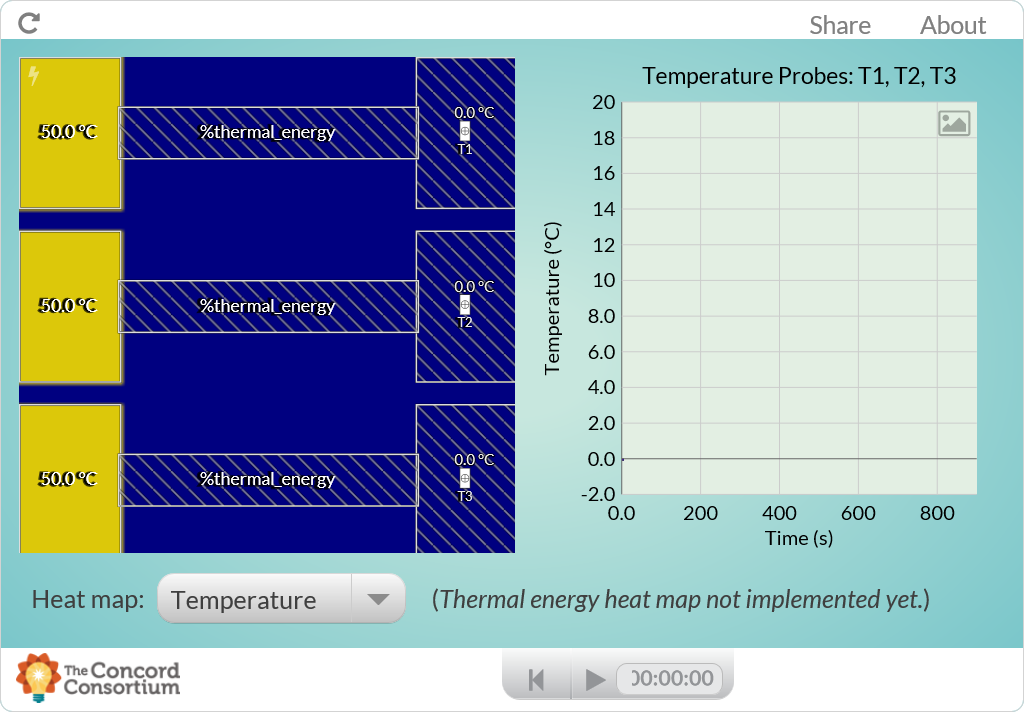 Share About
50.0 °C
%thermal_energy
0.0 °C
T1
50.0 °C
%thermal_energy
0.0 °C
T2
50.0 °C
%thermal_energy
0.0 °C
T3
Temperature Probes: T1, T2, T3
Temperature (°C)
20
18
16
14
12
10
8.0
6.0
4.0
2.0
0.0
-2.0
0.0 200 400 600 800
Time (s)
Heat map: Temperature (Thermal energy heat map not implemented yet.)
The Concord
Consortium
00:00:00